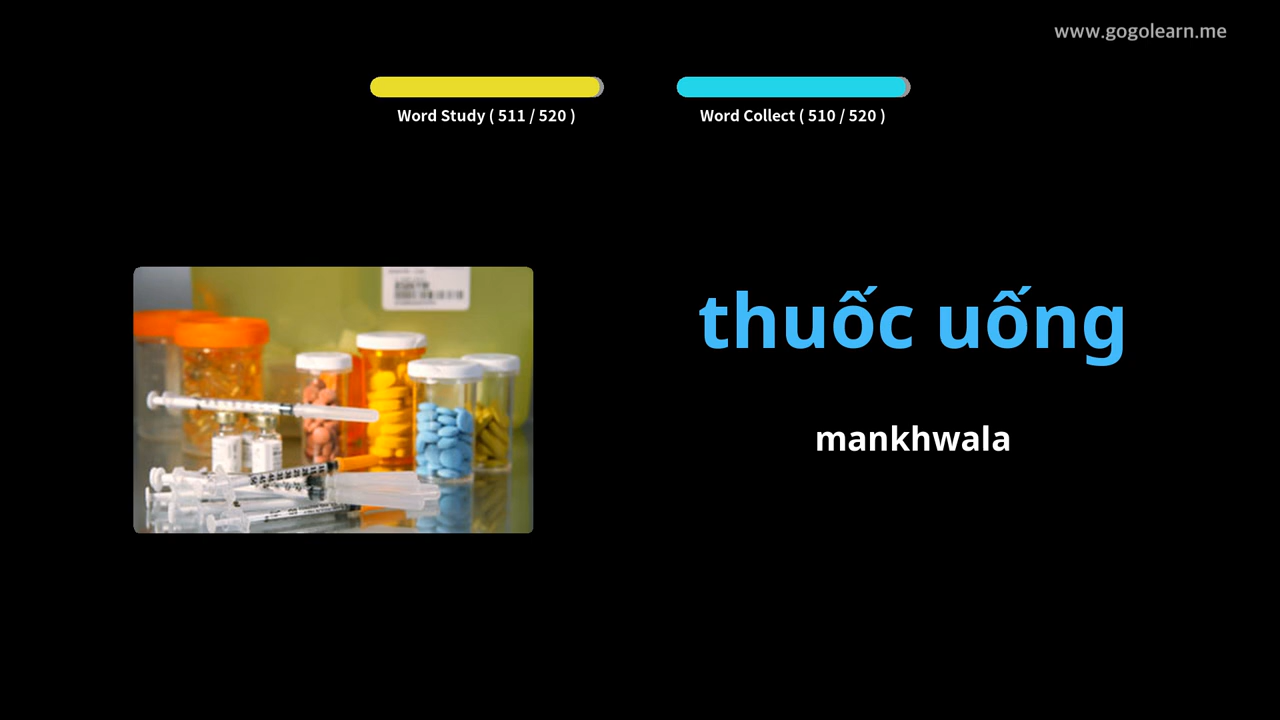 www.gogolearn.me
Word Study ( 511 / 520 )
Word Collect ( 510 / 520 )
thuốc uống
mankhwala